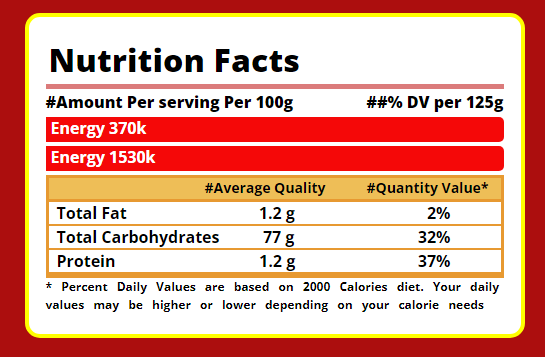 Nutrition Facts
#Amount Per serving Per 100g ##% DV per 125g
Energy 370k
Energy 1530k
#Average Quality #Quantity Value*
Total Fat 1.2 g 2%
Total Carbohydrates 77 g 32%
Protein 1.2 g 37%
* Percent Daily Values are based on 2000 Calories diet. Your daily
values may be higher or lower depending on your calorie needs